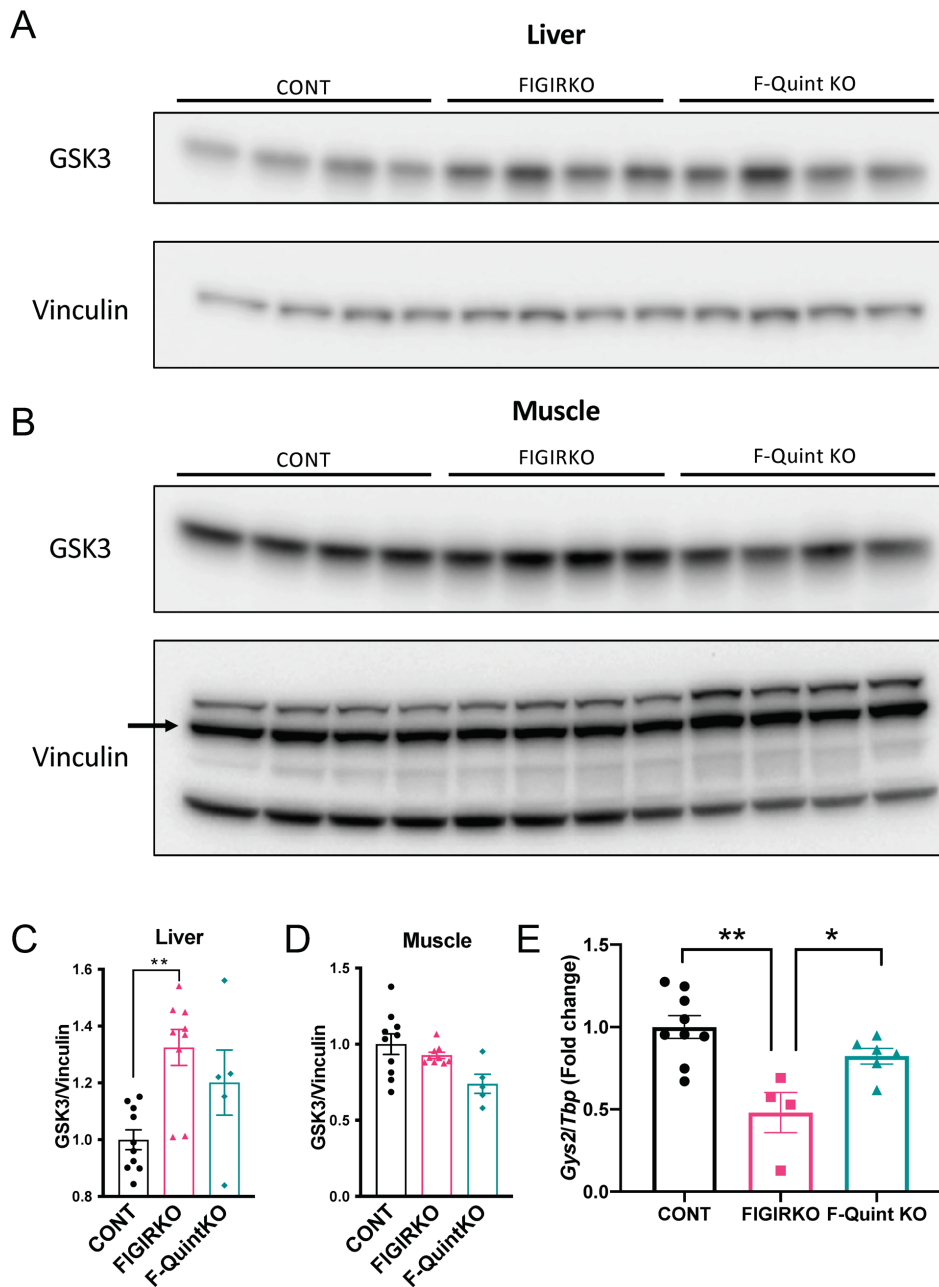 A
Liver
CONT FIGIRKO F-Quint KO
GSK3
Vinculin
B
Muscle
CONT FIGIRKO F-Quint KO
GSK3
Vinculin
C
Liver
**
GSK3/Vinculin
1.6
1.4
1.2
1.0
0.8
CONT
FIGIRKO
F-QuintKO
D
Muscle
GSK3/Vinculin
1.5
1.0
0.5
0.0
CONT
FIGIRKO
F-QuintKO
E
** *
Gys2/Tbp (Fold change)
1.5
1.0
0.5
0.0
CONT FIGIRKO F-Quint KO